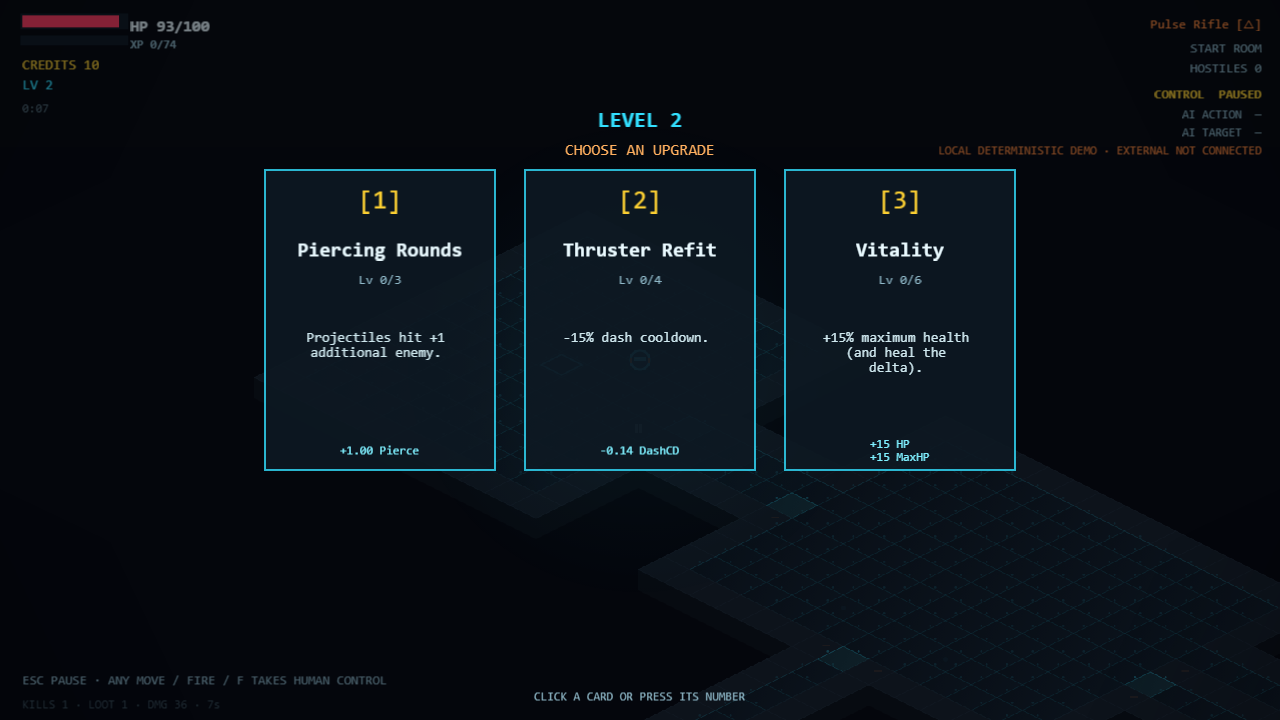 HP 93/100
XP 0/74
CREDITS 10
LV 2
0:07
Pulse Rifle [△]
START ROOM
HOSTILES 0
CONTROL PAUSED
AI ACTION —
AI TARGET —
LOCAL DETERMINISTIC DEMO · EXTERNAL NOT CONNECTED
LEVEL 2
CHOOSE AN UPGRADE
[1]
Piercing Rounds
Lv 0/3
Projectiles hit +1
additional enemy.
+1.00 Pierce
[2]
Thruster Refit
Lv 0/4
-15% dash cooldown.
-0.14 DashCD
[3]
Vitality
Lv 0/6
+15% maximum health
(and heal the
delta).
+15 HP
+15 MaxHP
ESC PAUSE · ANY MOVE / FIRE / F TAKES HUMAN CONTROL
KILLS 1 · LOOT 1 · DMG 36 · 7s
CLICK A CARD OR PRESS ITS NUMBER